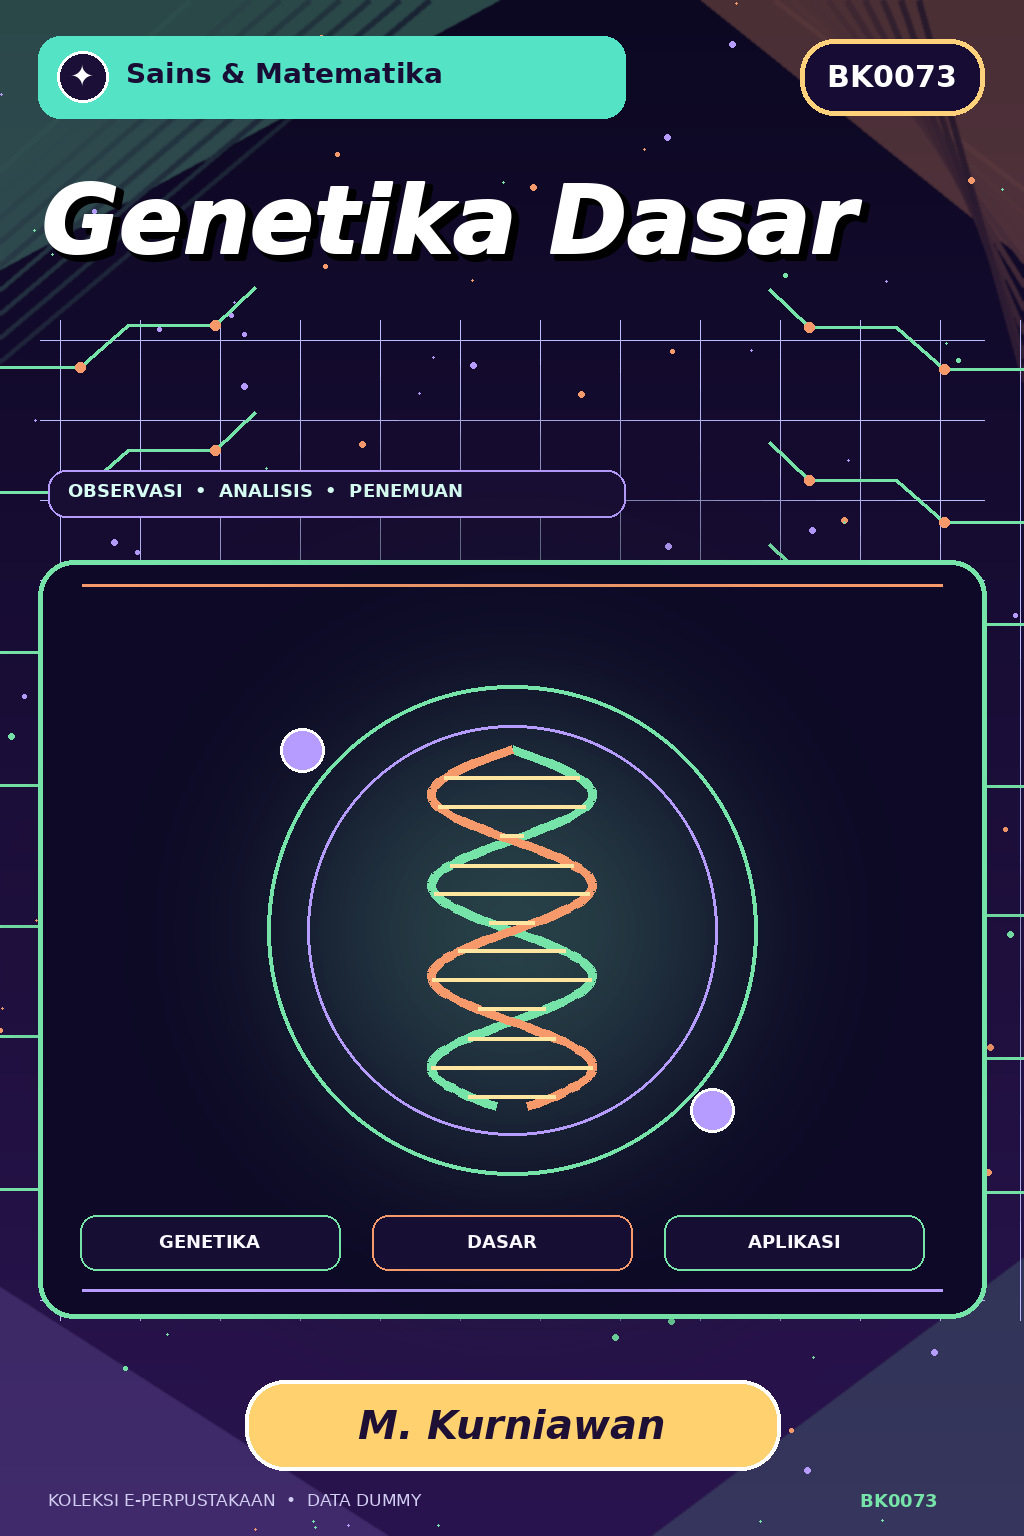 Sains & Matematika
BK0073
Genetika Dasar
OBSERVASI • ANALISIS • PENEMUAN
GENETIKA
DASAR
APLIKASI
M. Kurniawan
KOLEKSI E-PERPUSTAKAAN • DATA DUMMY
BK0073